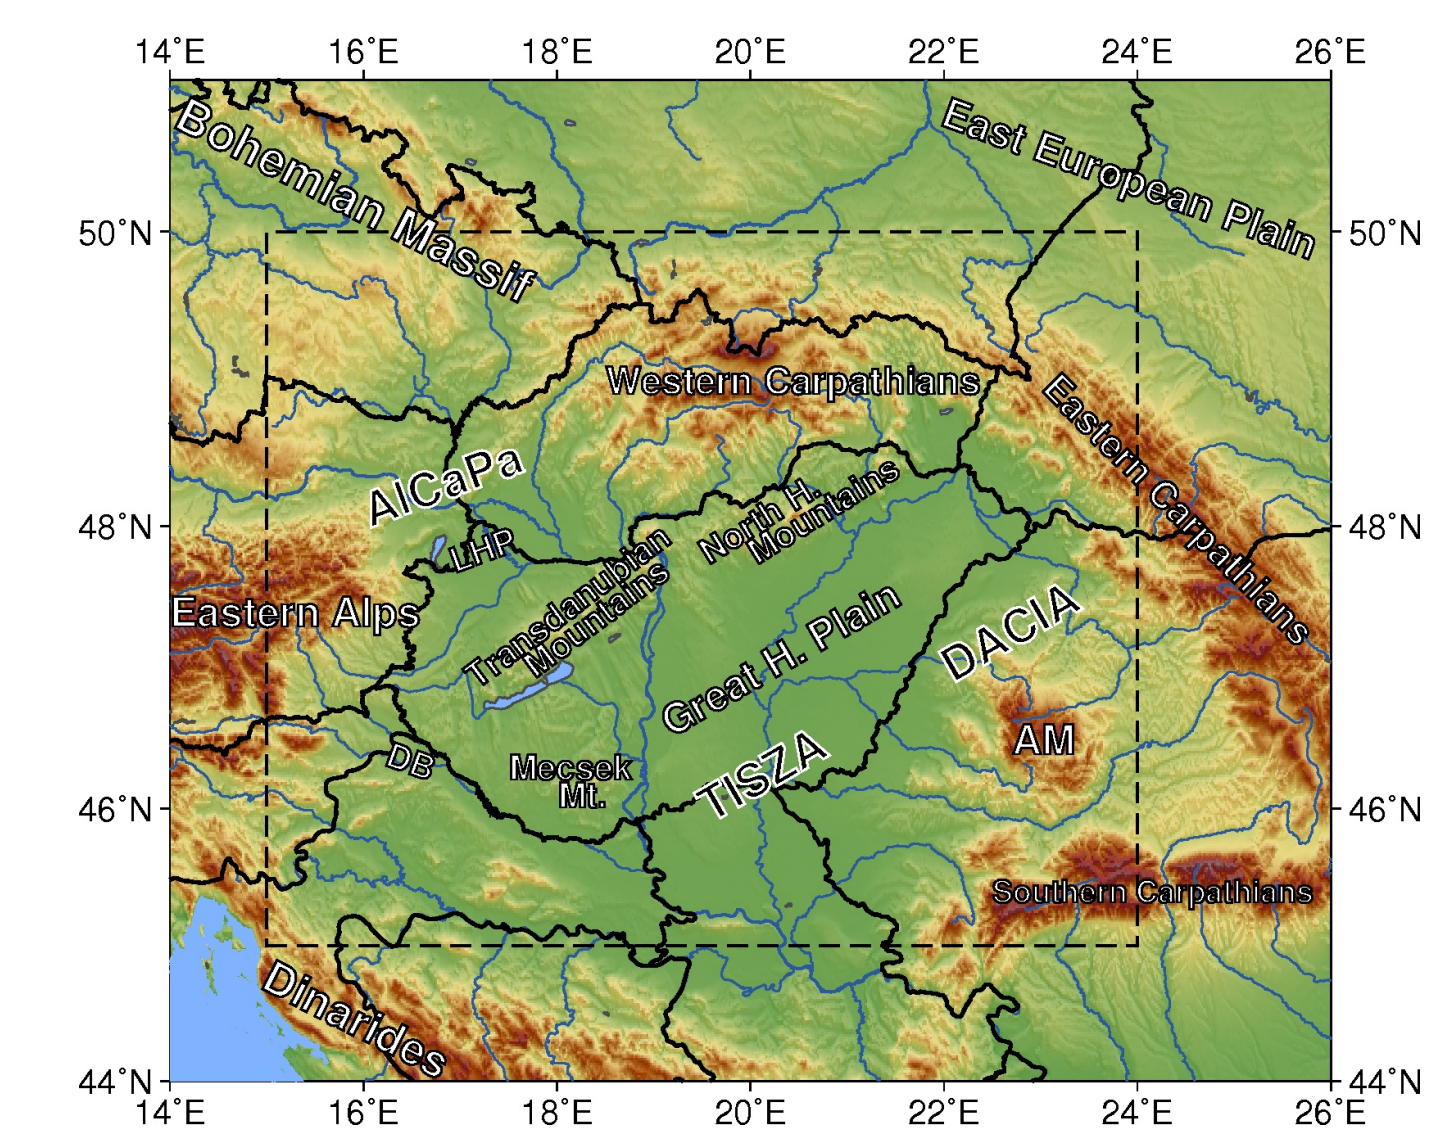 14°E 16°E 18°E 20°E 22°E 24°E 26°E
Bohemian Massif
East European Plain
50°N 50°N
Western Carpathians
Eastern Carpathians
AlCaPa
North H.
Mountains
48°N 48°N
LHP
Transdanubian
Mountains
Eastern Alps
Great H. Plain
DACIA
AM
DB
Mecsek
Mt.
TISZA
46°N 46°N
Southern Carpathians
Dinarides
44°N 44°N
14°E 16°E 18°E 20°E 22°E 24°E 26°E